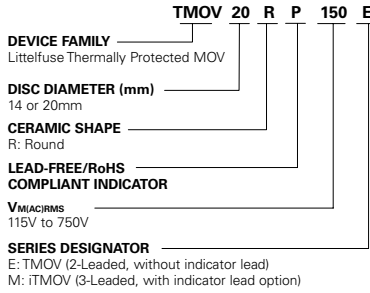 TMOV 20 R P 150 E
DEVICE FAMILY
Littelfuse Thermally Protected MOV
DISC DIAMETER (mm)
14 or 20mm
CERAMIC SHAPE
R: Round
LEAD-FREE/RoHS
COMPLIANT INDICATOR
VM(AC)RMS
115V to 750V
SERIES DESIGNATOR
E: TMOV (2-Leaded, without indicator lead)
M: iTMOV (3-Leaded, with indicator lead option)